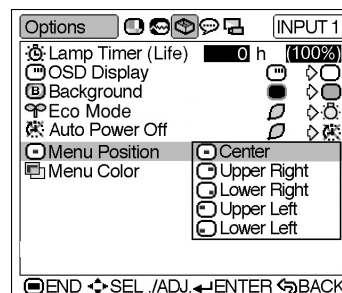 Options INPUT 1
Lamp Timer (Life) 0 h (100%)
OSD Display
B Background
Eco Mode
Auto Power Off
Menu Position Center
Menu Color Upper Right
Lower Right
Upper Left
Lower Left
END SEL./ADJ. ENTER BACK